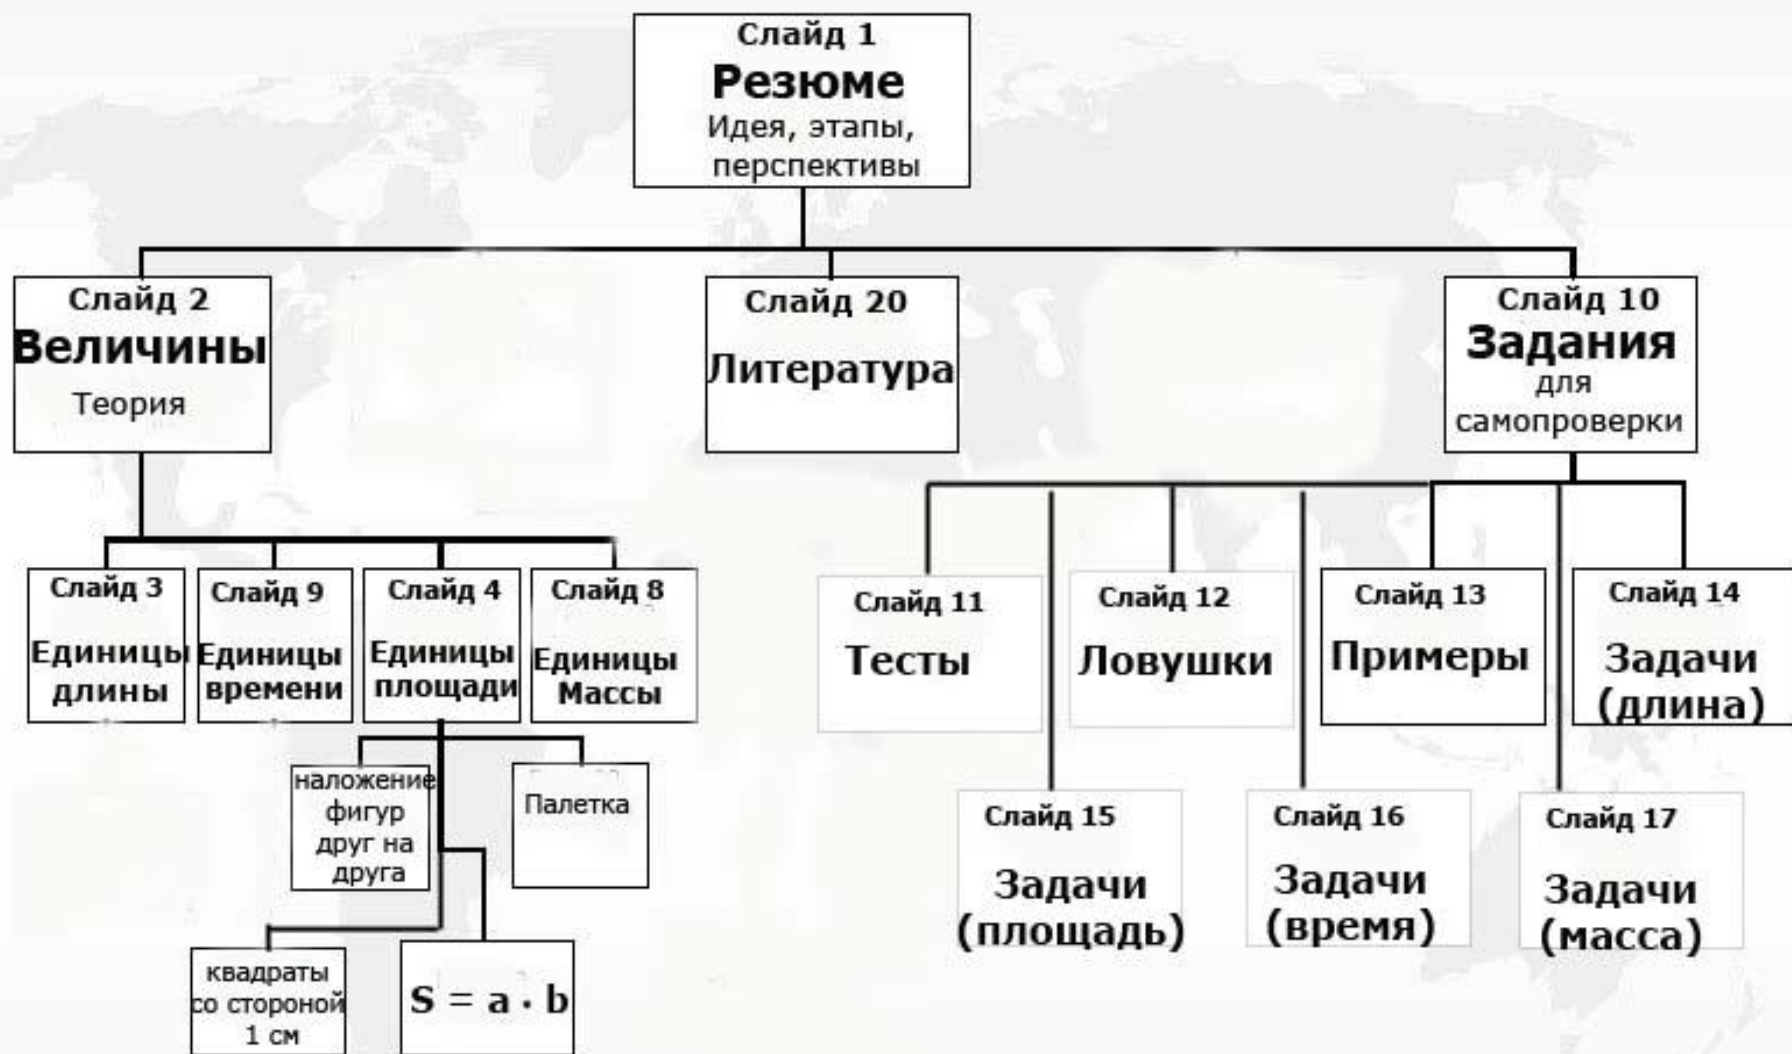 Слайд 1
Резюме
Идея, этапы,
перспективы
Слайд 2
Величины
Теория
Слайд 20
Литература
Слайд 10
Задания
для
самопроверки
Слайд 3
Единицы
длины
Слайд 9
Единицы
времени
Слайд 4
Единицы
площади
Слайд 8
Единицы
Массы
Слайд 11
Тесты
Слайд 12
Ловушки
Слайд 13
Примеры
Слайд 14
Задачи
(длина)
наложение
фигур
друг на
друга
Палетка
Слайд 15
Задачи
(площадь)
Слайд 16
Задачи
(время)
Слайд 17
Задачи
(масса)
квадраты
со стороной
1 см
S = a · b